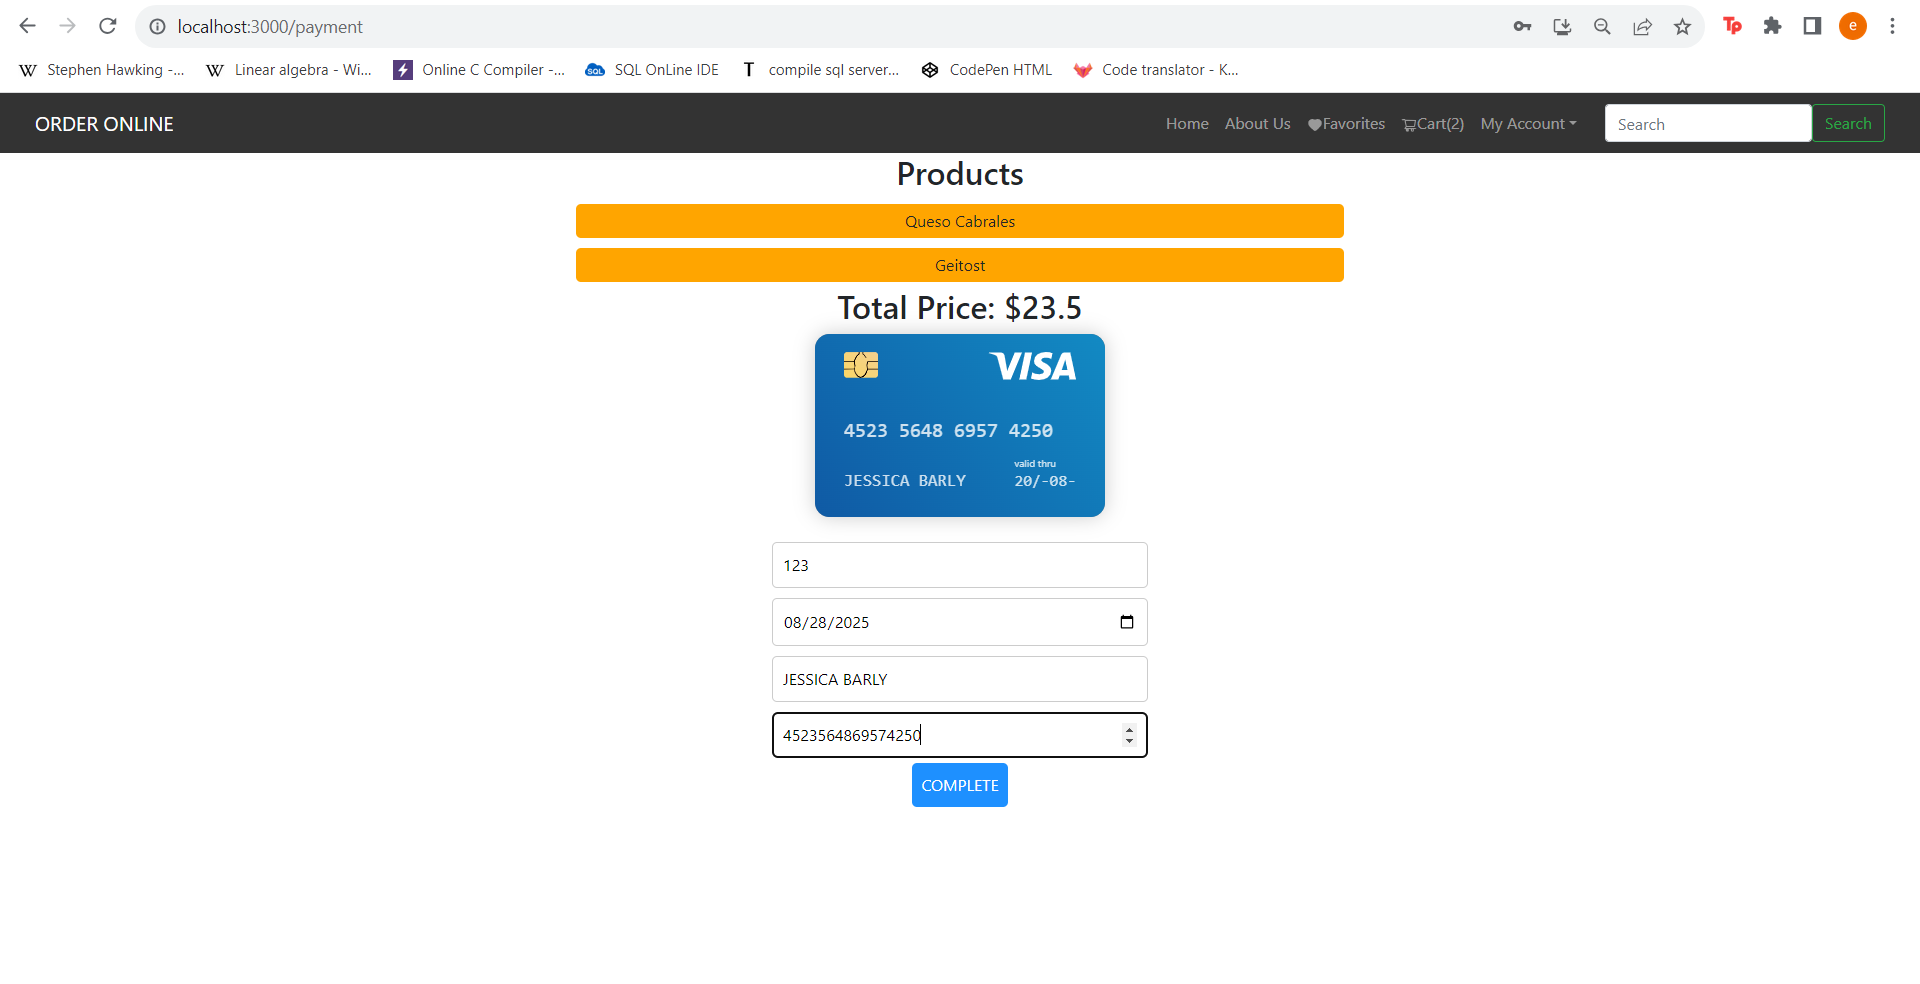 localhost:3000/payment
Tp
e
W Stephen Hawking -... W Linear algebra - Wi... Online C Compiler -... SQL SQL OnLine IDE T compile sql server... CodePen HTML Code translator - K...
ORDER ONLINE Home About Us Favorites Cart(2) My Account Search Search
Products
Queso Cabrales
Geitost
Total Price: $23.5
VISA
4523 5648 6957 4250
valid thru
JESSICA BARLY 20/-08-
123
08/28/2025
JESSICA BARLY
4523564869574250
COMPLETE